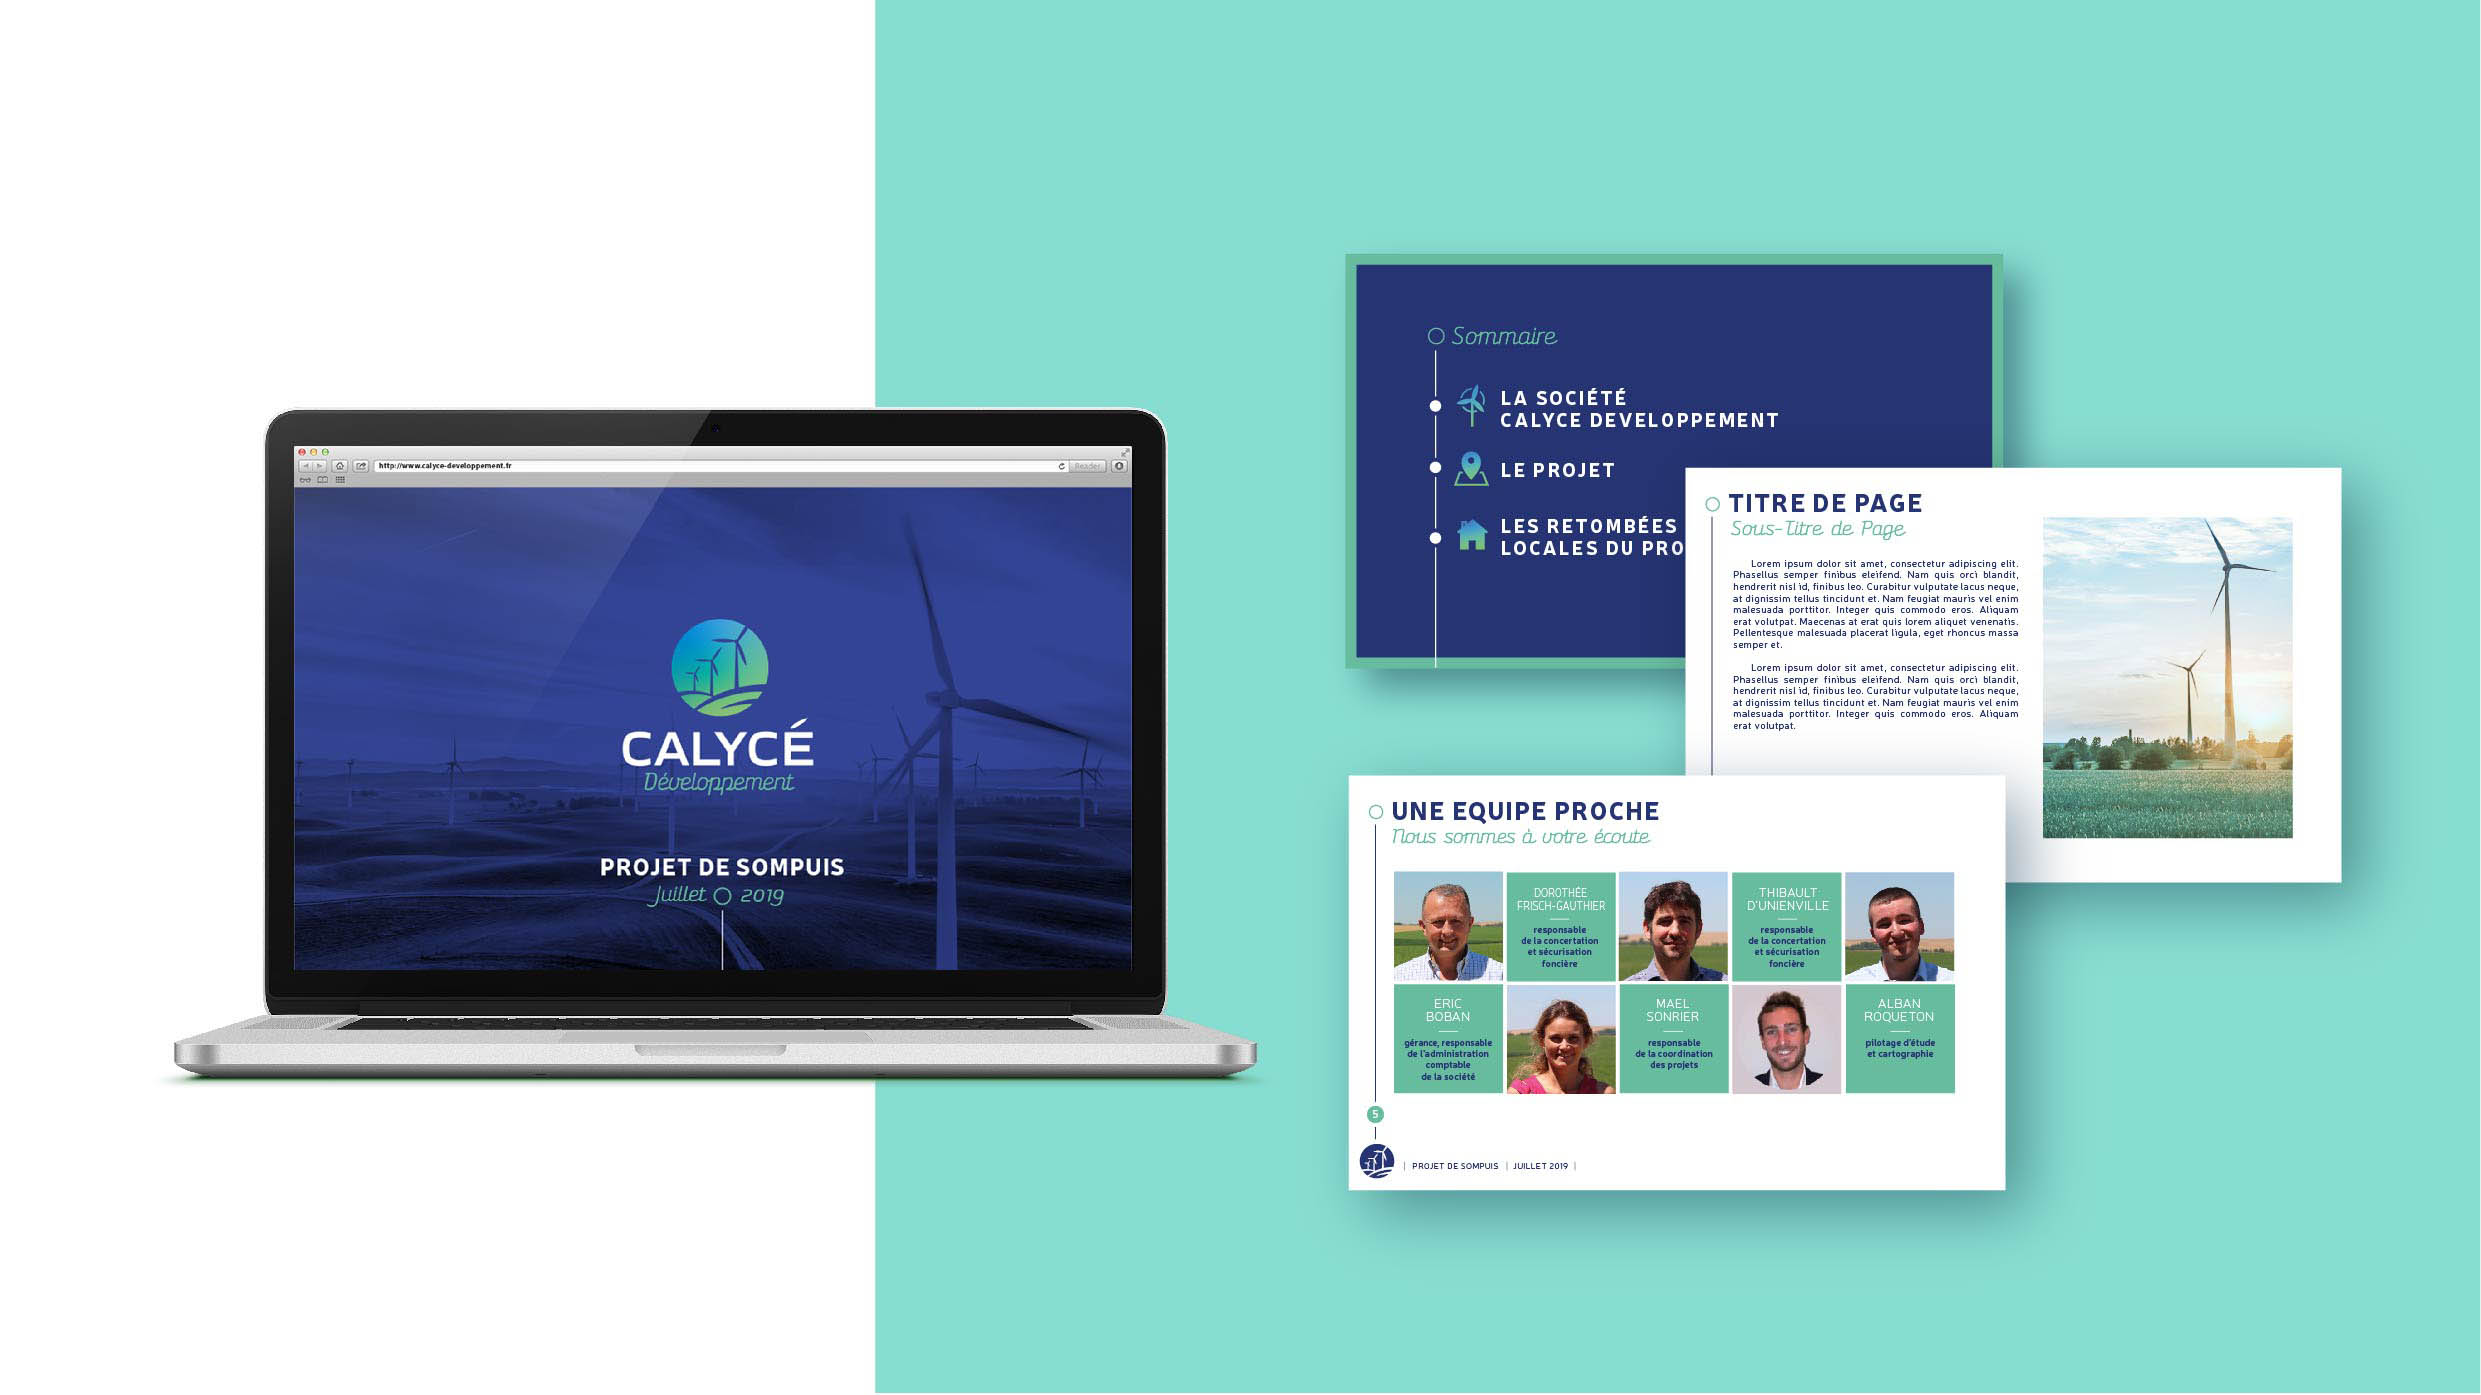 http://www.calyce-developpement.fr
Reader
CALYCÉ
Développement
PROJET DE SOMPUIS
Juillet 2019
Sommaire
LA SOCIÉTÉ
CALYCE DEVELOPPEMENT
LE PROJET
LES RETOMBÉES
LOCALES DU PRO
TITRE DE PAGE
Sous-Titre de Page
Lorem ipsum dolor sit amet, consectetur adipiscing elit.
Phasellus semper finibus eleifend. Nam quis orci blandit,
hendrerit nisl id, finibus leo. Curabitur vulputate lacus neque,
at dignissim tellus tincidunt et. Nam feugiat mauris vel enim
malesuada porttitor. Integer quis commodo eros. Aliquam
erat volutpat. Maecenas at erat quis lorem aliquet venenatis.
Pellentesque malesuada placerat ligula, eget rhoncus massa
semper et.
Lorem ipsum dolor sit amet, consectetur adipiscing elit.
Phasellus semper finibus eleifend. Nam quis orci blandit,
hendrerit nisl id, finibus leo. Curabitur vulputate lacus neque,
at dignissim tellus tincidunt et. Nam feugiat mauris vel enim
malesuada porttitor. Integer quis commodo eros. Aliquam
erat volutpat.
UNE EQUIPE PROCHE
Nous sommes à votre écoute
DOROTHÉE
FRISCH-GAUTHIER
responsable
de la concertation
et sécurisation
foncière
THIBAULT
D'UNIENVILLE
responsable
de la concertation
et sécurisation
foncière
ERIC
BOBAN
gérance, responsable
de l'administration
comptable
de la société
MAEL
SONRIER
responsable
de la coordination
des projets
ALBAN
ROQUETON
pilotage d'étude
et cartographie
5
| PROJET DE SOMPUIS | JUILLET 2019 |